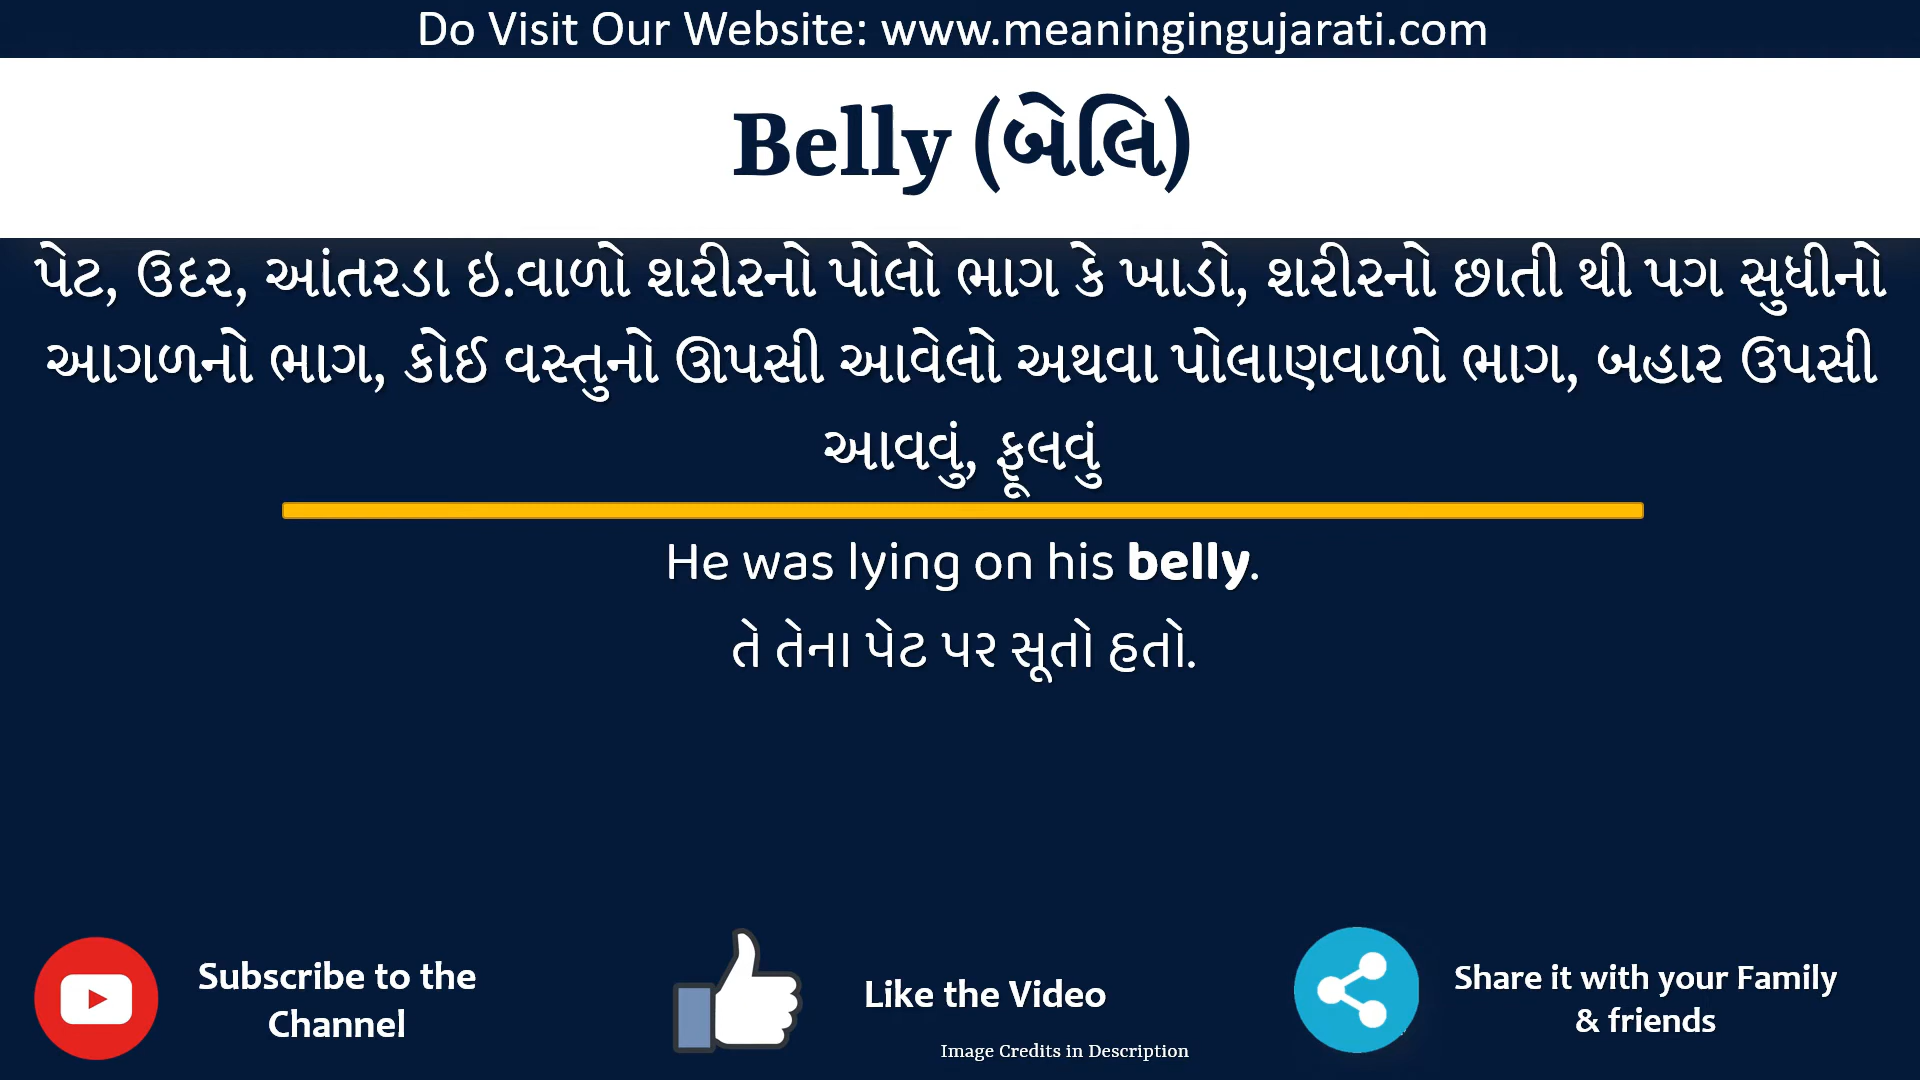 Do Visit Our Website: www.meaningingujarati.com
Belly (બેલિ)
પેટ, ઉદર, આંતરડા ઇ.વાળો શરીરનો પોલો ભાગ કે ખાડો, શરીરનો છાતી થી પગ સુધીનો
આગળનો ભાગ, કોઈ વસ્તુનો ઊપસી આવેલો અથવા પોલાણવાળો ભાગ, બહાર ઉપસી
આવવું, ફૂલવું
He was lying on his belly.
તે તેના પેટ પર સૂતો હતો.
Subscribe to the
Channel
Like the Video
Share it with your Family
& friends
Image Credits in Description